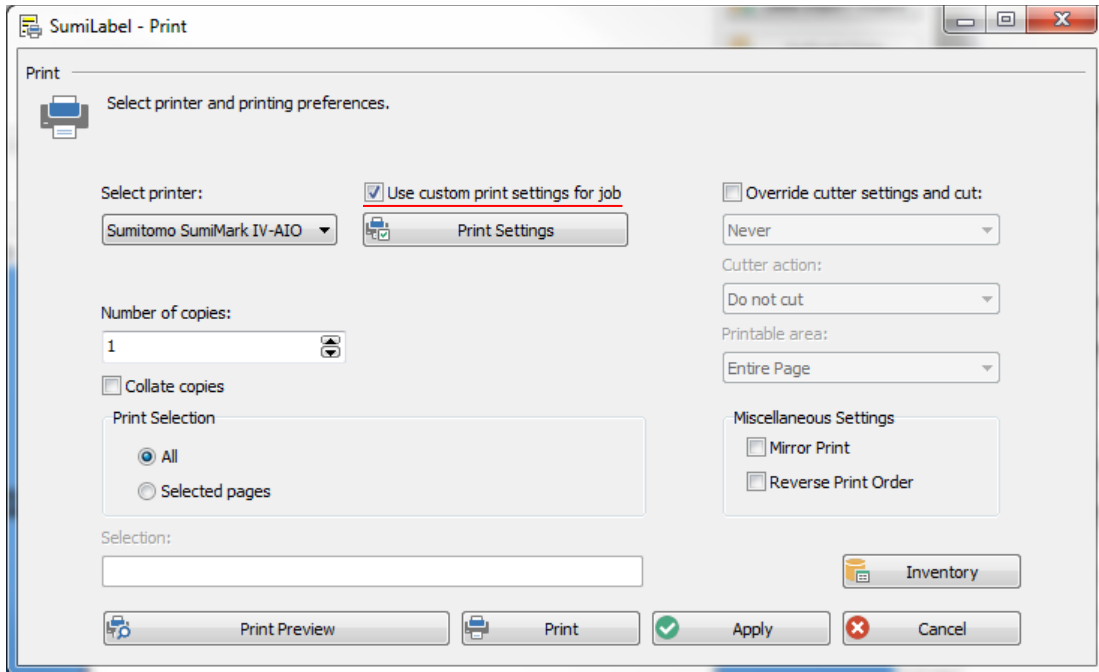 SumiLabel - Print
Print
Select printer and printing preferences.
Select printer:
Use custom print settings for job
Override cutter settings and cut:
Sumitomo SumiMark IV-AIO
Print Settings
Never
Cutter action:
Do not cut
Number of copies:
Printable area:
1
Entire Page
Collate copies
Print Selection
Miscellaneous Settings
All
Mirror Print
Selected pages
Reverse Print Order
Selection:
Inventory
Print Preview
Print
Apply
Cancel